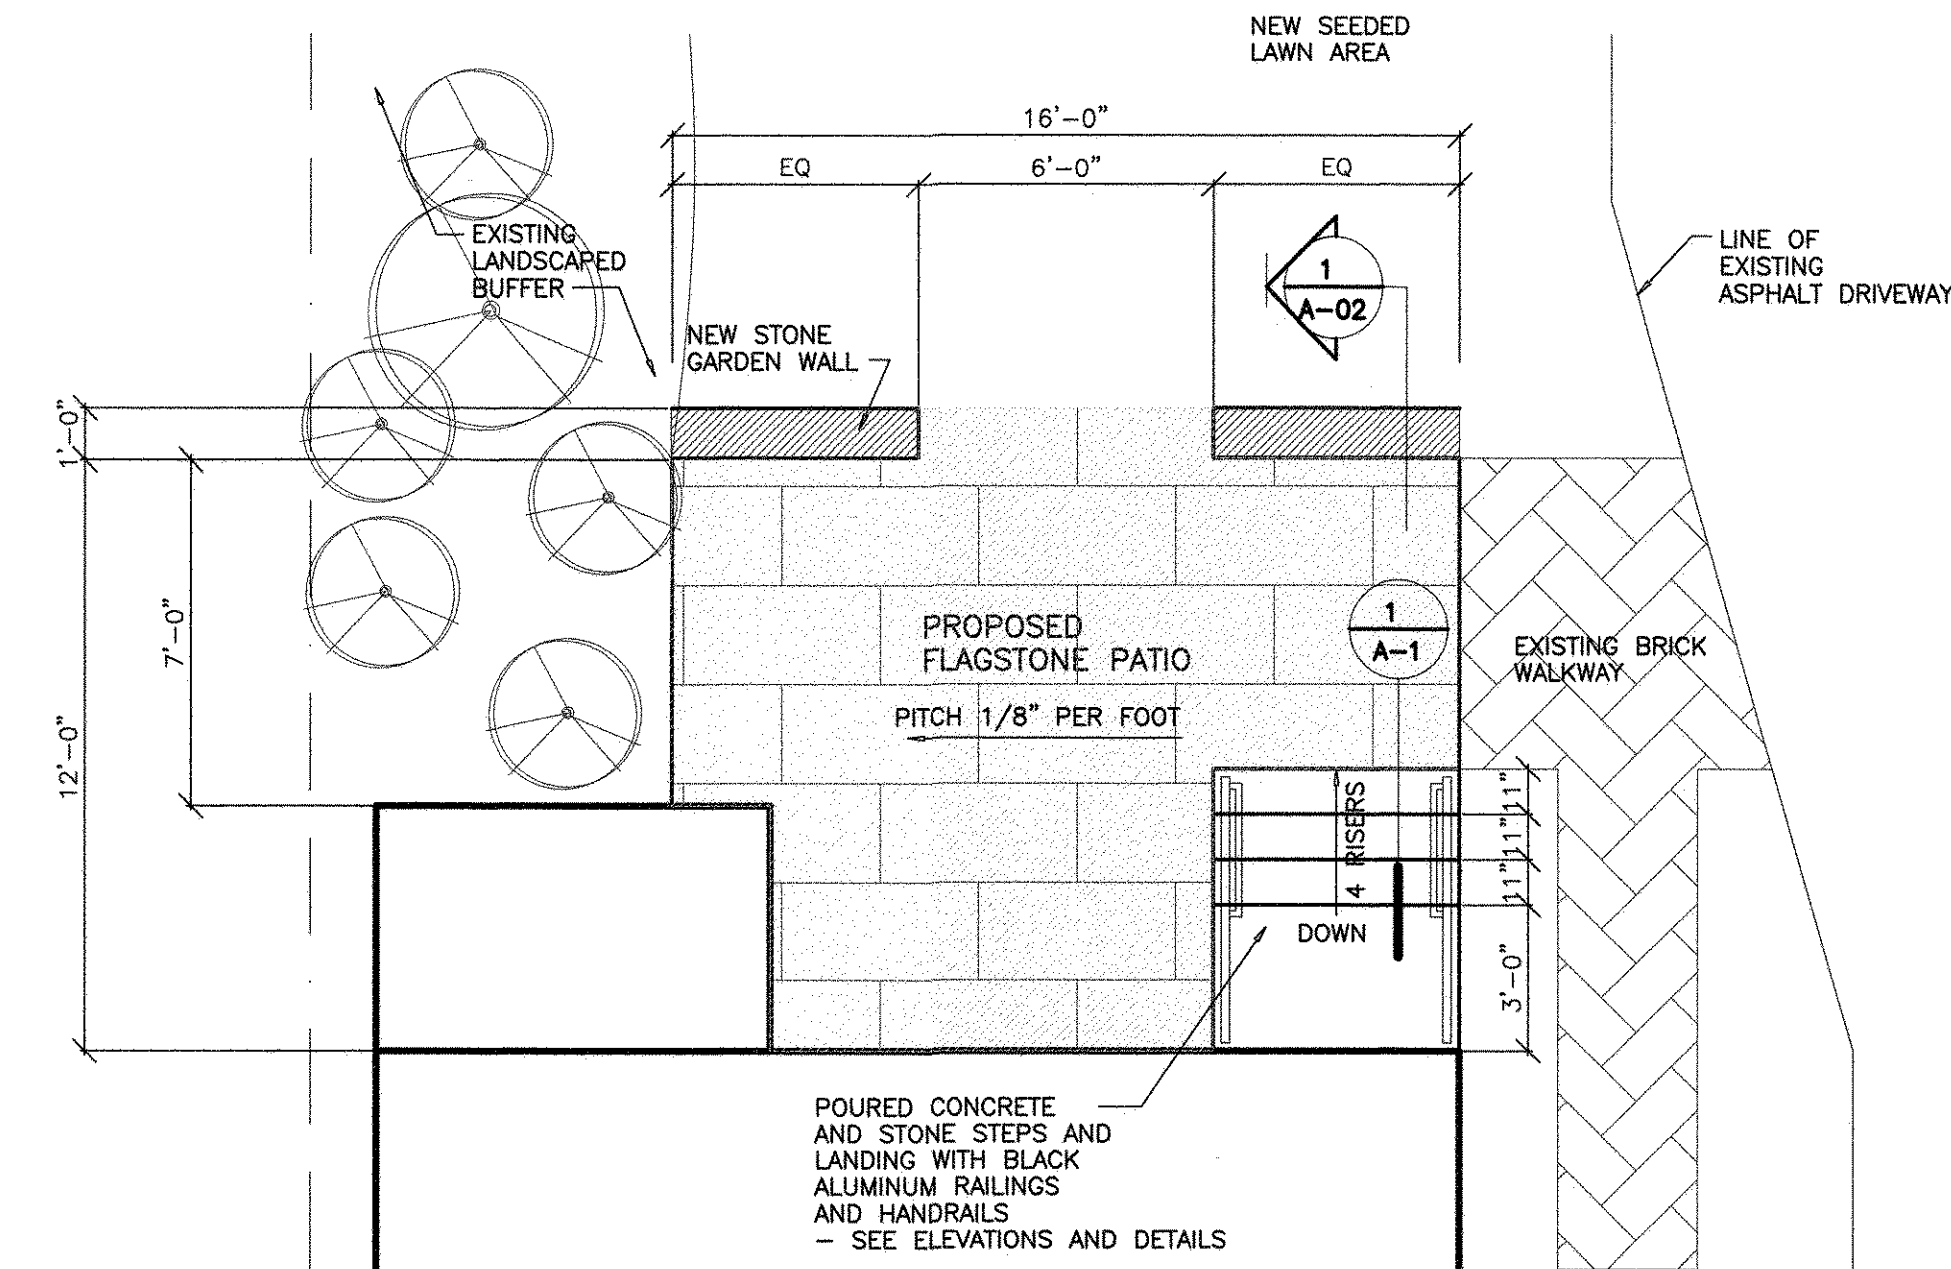 NEW SEEDED
LAWN AREA
16'-0"
EQ
6'-0"
EQ
EXISTING
LANDSCAPED
BUFFER
1
A-02
LINE OF
EXISTING
ASPHALT DRIVEWAY
NEW STONE
GARDEN WALL
1'-0"
7'-0"
12'-0"
PROPOSED
FLAGSTONE PATIO
PITCH 1/8" PER FOOT
1
A-1
EXISTING BRICK
WALKWAY
4 RISERS
DOWN
11"
11"
11"
3'-0"
POURED CONCRETE
AND STONE STEPS AND
LANDING WITH BLACK
ALUMINUM RAILINGS
AND HANDRAILS
- SEE ELEVATIONS AND DETAILS